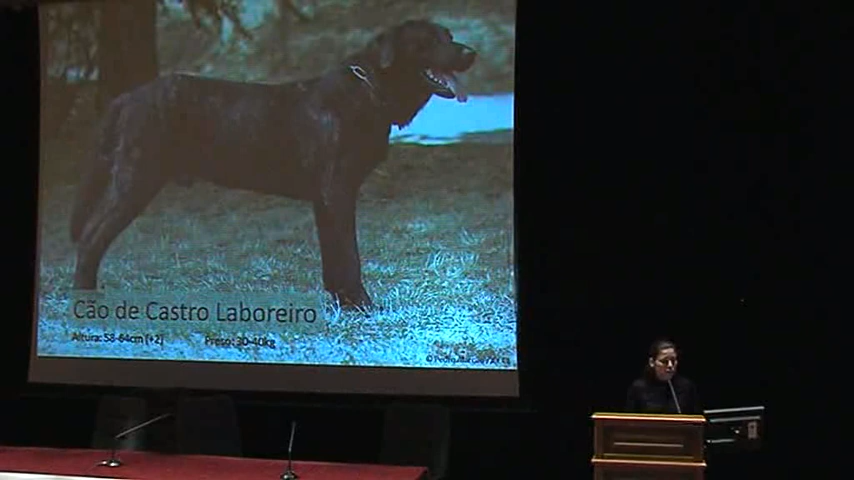 Cão de Castro Laboreiro
Altura: 58-64cm (+2) Peso: 30-40kg